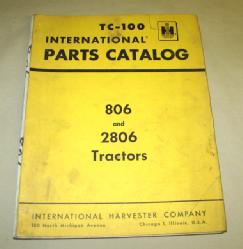 TC-100
INTERNATIONAL
PARTS CATALOG
806
and
2806
Tractors
INTERNATIONAL HARVESTER COMPANY
180 North Michigan Avenue Chicago 1, Illinois, U.S.A.